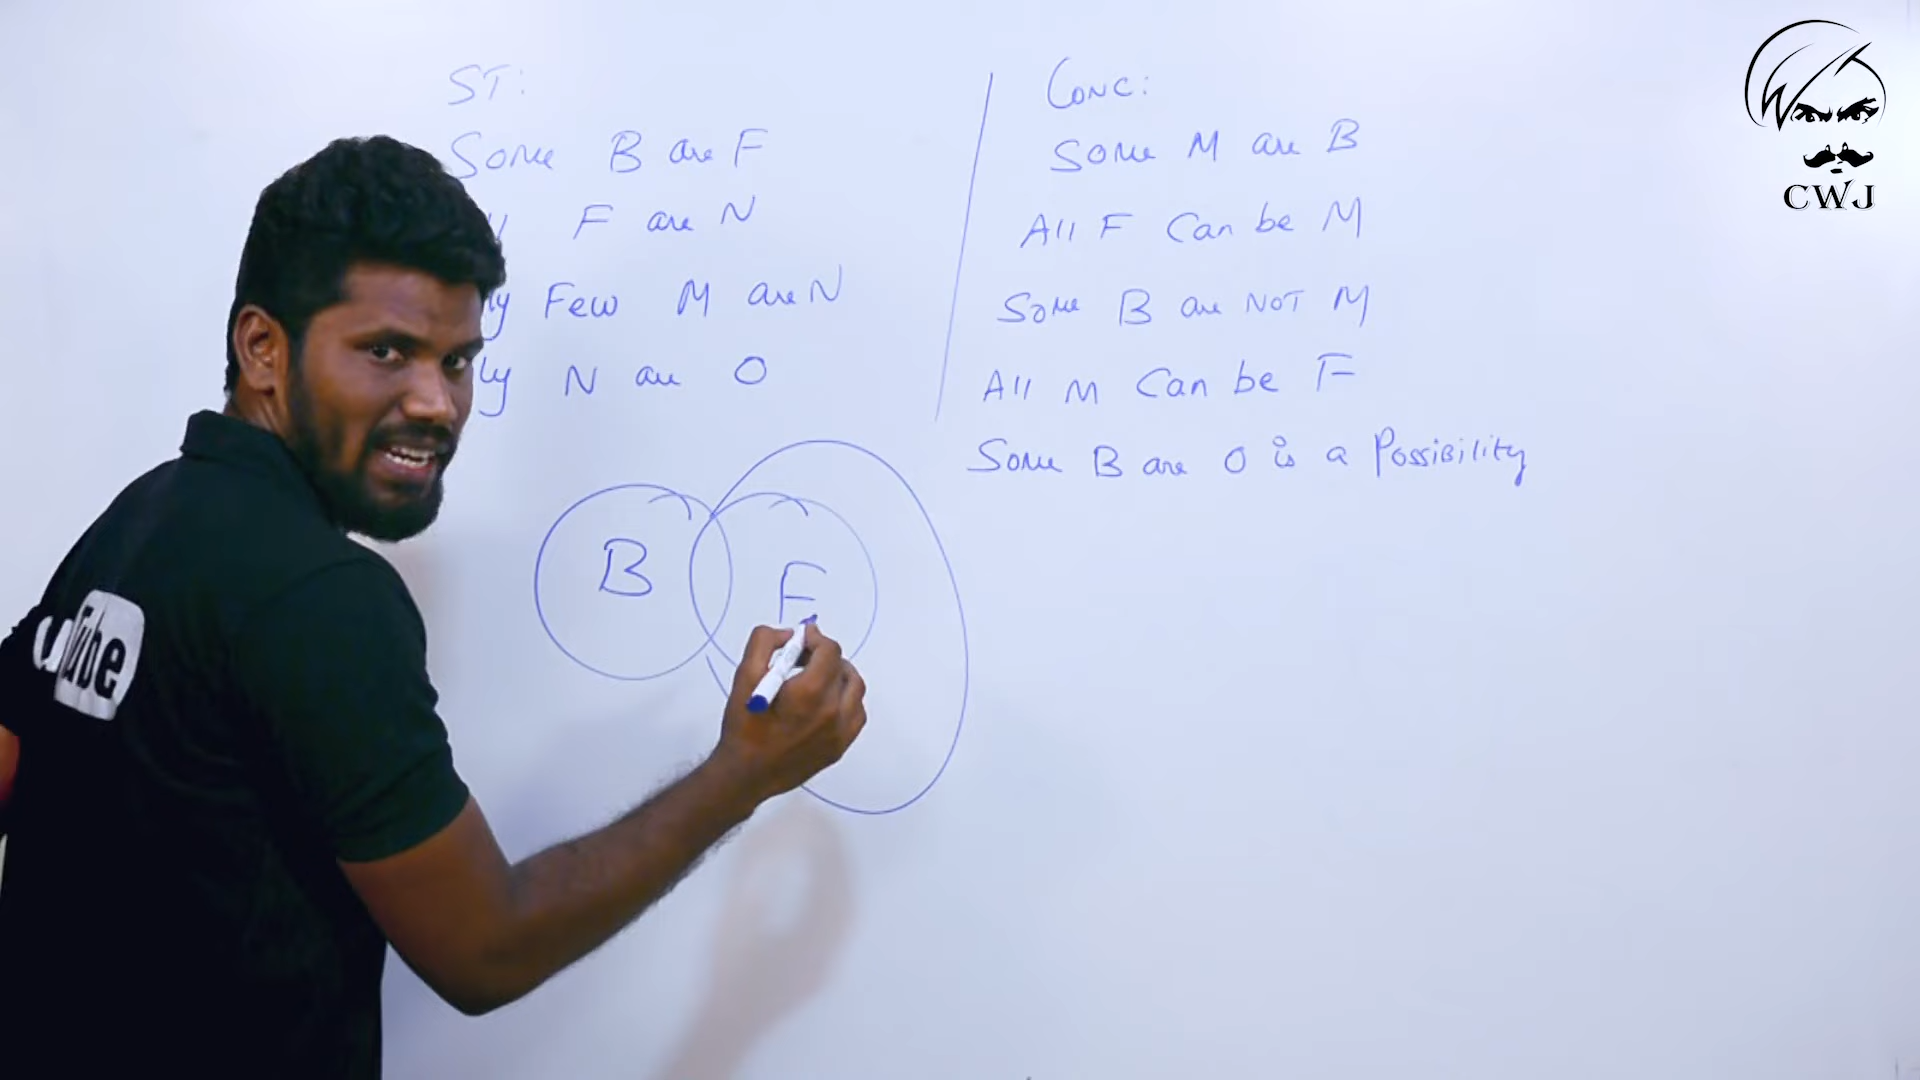 ST:
Some B are F
F are N
Few M are N
N are O
Conc:
Some M are B
All F Can be M
Some B are NOT M
All M Can be F
Some B are O is a Possibility
B
F
CWJ